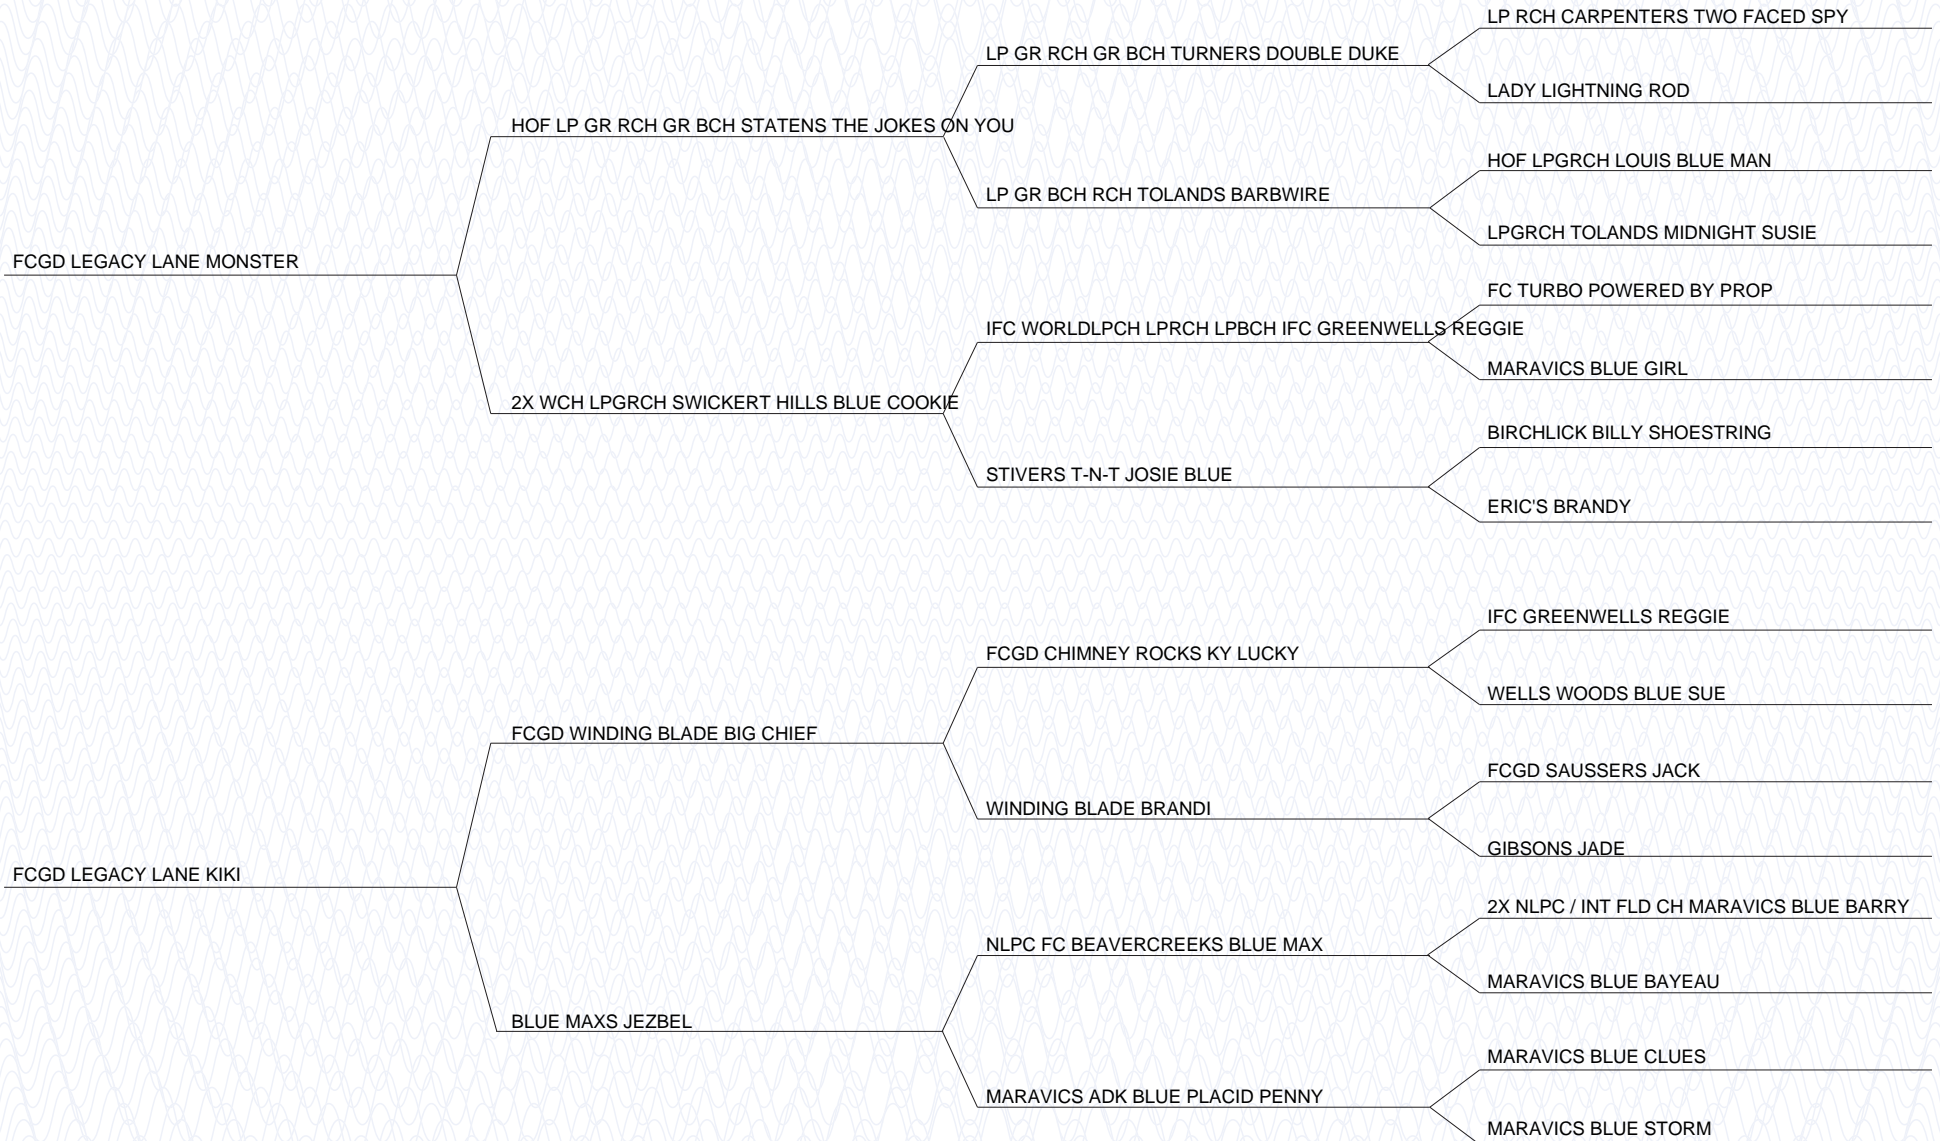 LP RCH CARPENTERS TWO FACED SPY
LP GR RCH GR BCH TURNERS DOUBLE DUKE
LADY LIGHTNING ROD
HOF LP GR RCH GR BCH STATENS THE JOKES ON YOU
HOF LPGRCH LOUIS BLUE MAN
LP GR BCH RCH TOLANDS BARBWIRE
LPGRCH TOLANDS MIDNIGHT SUSIE
FCGD LEGACY LANE MONSTER
FC TURBO POWERED BY PROP
IFC WORLDLPCH LPRCH LPBCH IFC GREENWELLS REGGIE
MARAVICS BLUE GIRL
2X WCH LPGRCH SWICKERT HILLS BLUE COOKIE
BIRCHLICK BILLY SHOESTRING
STIVERS T-N-T JOSIE BLUE
ERIC'S BRANDY
IFC GREENWELLS REGGIE
FCGD CHIMNEY ROCKS KY LUCKY
WELLS WOODS BLUE SUE
FCGD WINDING BLADE BIG CHIEF
FCGD SAUSSERS JACK
WINDING BLADE BRANDI
GIBSONS JADE
FCGD LEGACY LANE KIKI
2X NLPC / INT FLD CH MARAVICS BLUE BARRY
NLPC FC BEAVERCREEKS BLUE MAX
MARAVICS BLUE BAYEAU
BLUE MAXS JEZBEL
MARAVICS BLUE CLUES
MARAVICS ADK BLUE PLACID PENNY
MARAVICS BLUE STORM